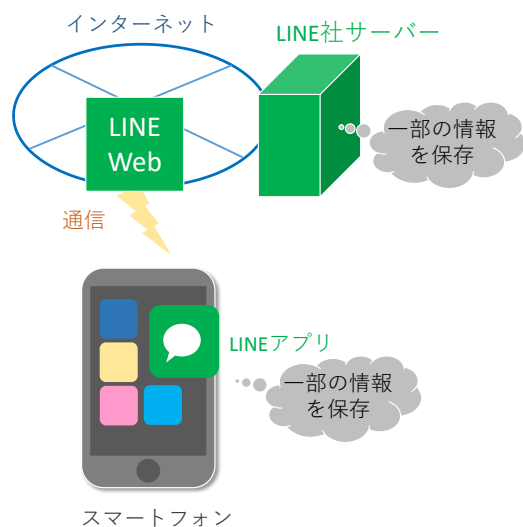 インターネット
LINE社サーバー
LINE
Web
一部の情報
を保存
通信
LINEアプリ
一部の情報
を保存
スマートフォン